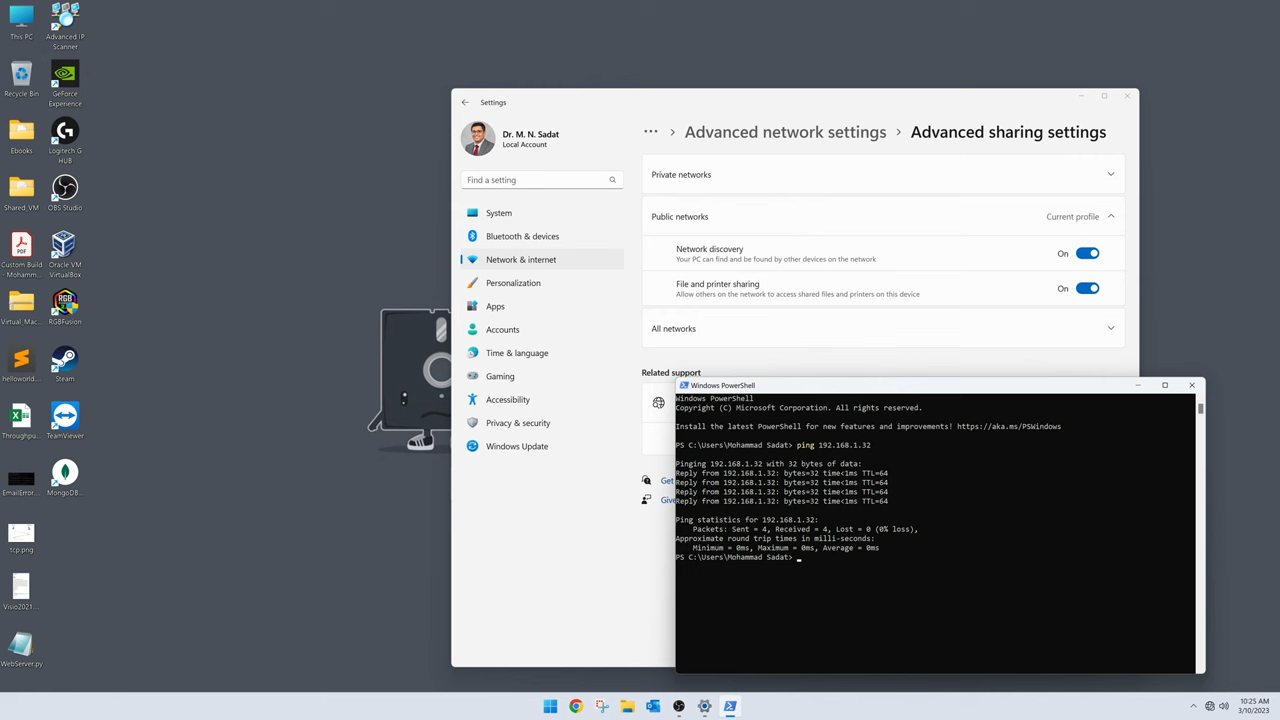 This PC
Advanced IP
Scanner
Recycle Bin
GeForce
Experience
Ebooks
Logitech G
HUB
Shared_VM
OBS Studio
Custom Build
- Mohamm...
Oracle VM
VirtualBox
Virtual_Mac...
RGBFusion
helloworld...
Steam
Throughpu...
TeamViewer
EmailError...
MongoDB...
tcp.png
Visio2021...
WebServer.py
Settings
Dr. M. N. Sadat
Local Account
Find a setting
System
Bluetooth & devices
Network & internet
Personalization
Apps
Accounts
Time & language
Gaming
Accessibility
Privacy & security
Windows Update
... > Advanced network settings > Advanced sharing settings
Private networks
Public networks Current profile
Network discovery
Your PC can find and be found by other devices on the network
On
File and printer sharing
Allow others on the network to access shared files and printers on this device
On
All networks
Related support
Get
Give
Windows PowerShell
Windows PowerShell
Copyright (C) Microsoft Corporation. All rights reserved.
Install the latest PowerShell for new features and improvements! https://aka.ms/PSWindows
PS C:\Users\Mohammad Sadat> ping 192.168.1.32
Pinging 192.168.1.32 with 32 bytes of data:
Reply from 192.168.1.32: bytes=32 time<1ms TTL=64
Reply from 192.168.1.32: bytes=32 time<1ms TTL=64
Reply from 192.168.1.32: bytes=32 time<1ms TTL=64
Reply from 192.168.1.32: bytes=32 time<1ms TTL=64
Ping statistics for 192.168.1.32:
Packets: Sent = 4, Received = 4, Lost = 0 (0% loss),
Approximate round trip times in milli-seconds:
Minimum = 0ms, Maximum = 0ms, Average = 0ms
PS C:\Users\Mohammad Sadat> _
10:25 AM
3/10/2023